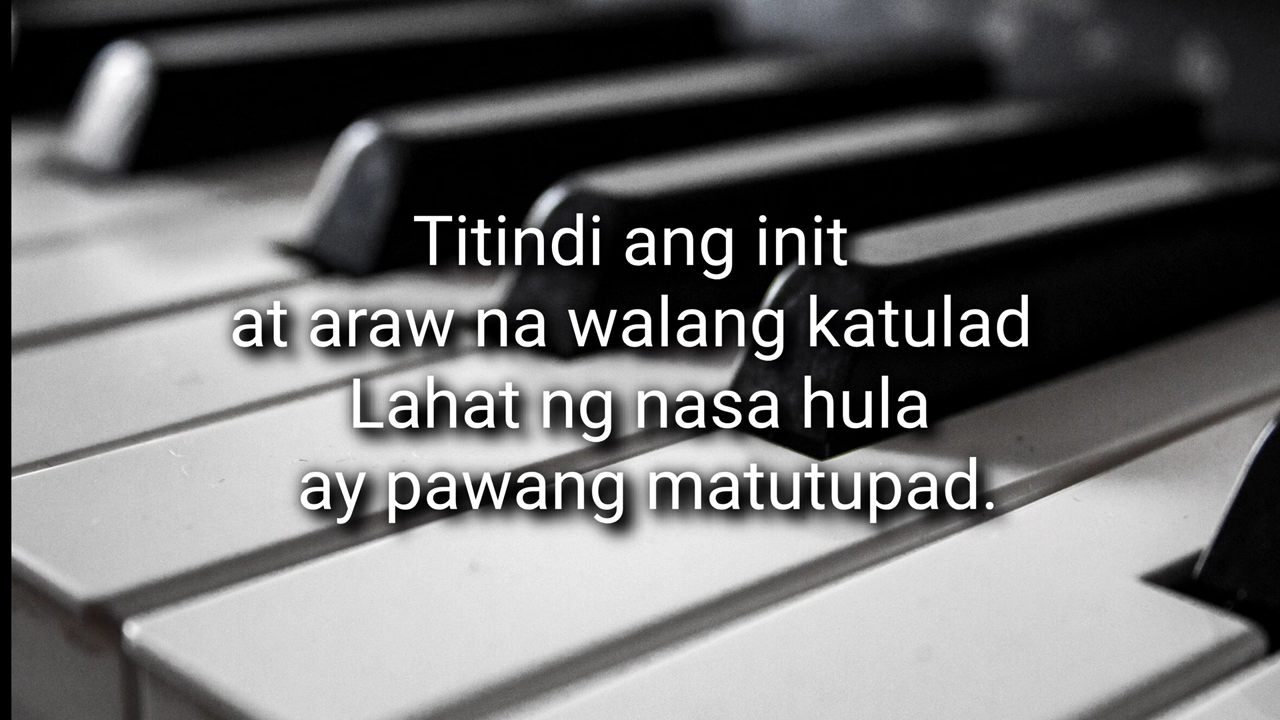 Titindi ang init
at araw na walang katulad
Lahat ng nasa hula
ay pawang matutupad.